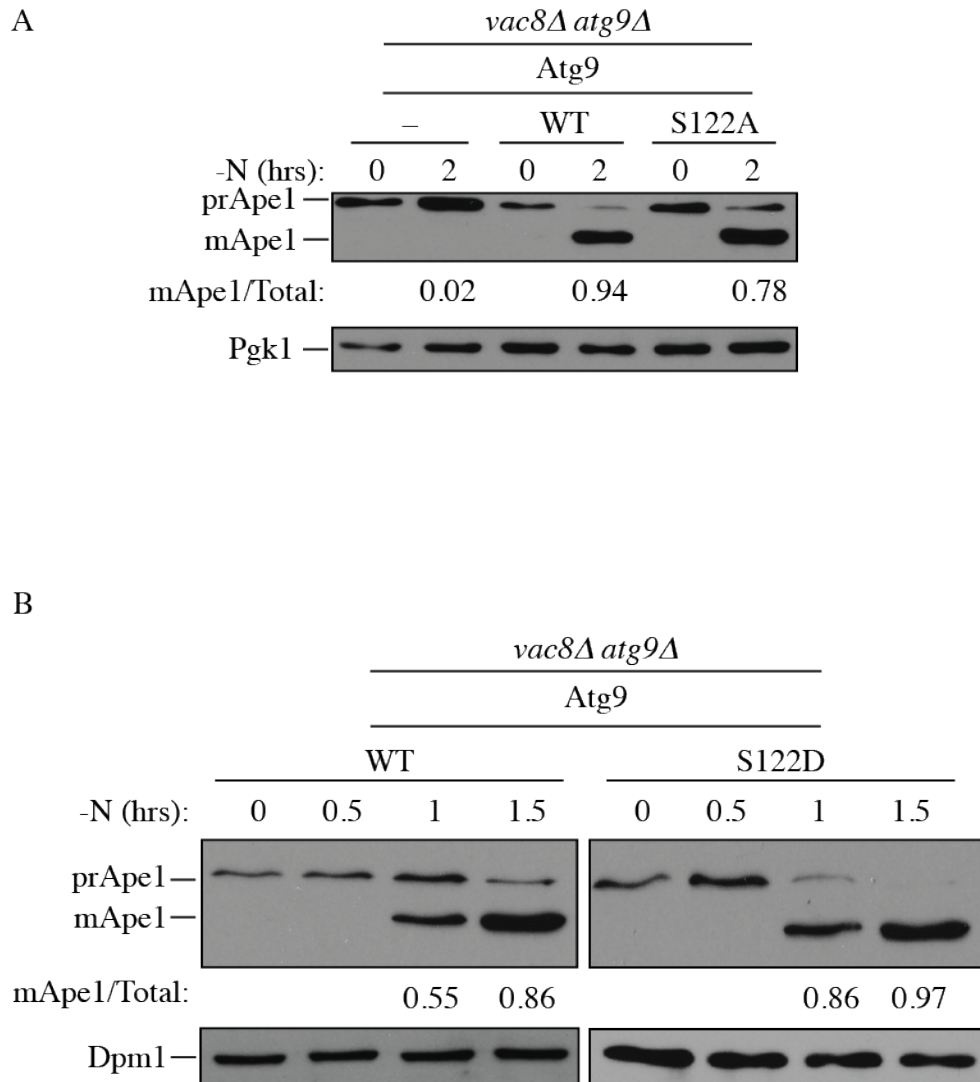 A
vac8Δ atg9Δ
Atg9
– WT S122A
-N (hrs): 0 2 0 2 0 2
prApe1
mApe1
mApe1/Total: 0.02 0.94 0.78
Pgk1
B
vac8Δ atg9Δ
Atg9
WT S122D
-N (hrs): 0 0.5 1 1.5 0 0.5 1 1.5
prApe1
mApe1
mApe1/Total: 0.55 0.86 0.86 0.97
Dpm1